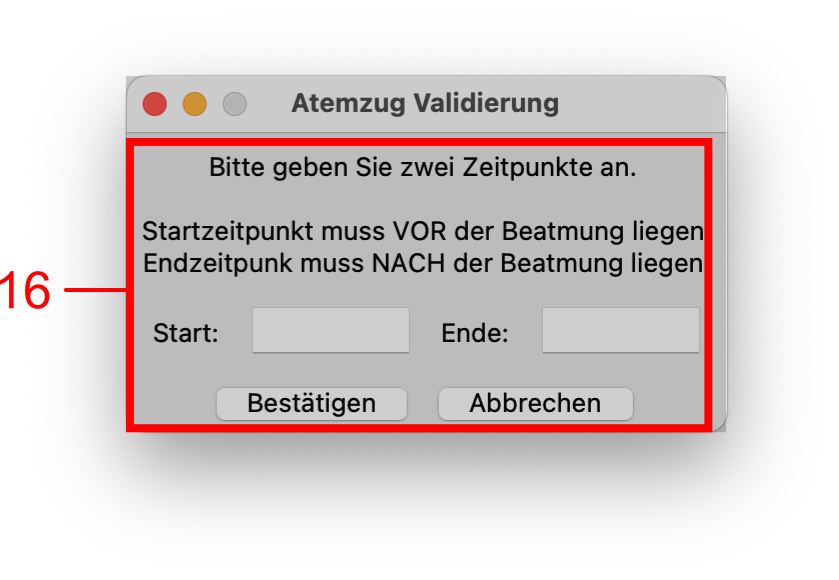 Atemzug Validierung
Bitte geben Sie zwei Zeitpunkte an.
Startzeitpunkt muss VOR der Beatmung liegen
Endzeitpunk muss NACH der Beatmung liegen
16
Start: Ende:
Bestätigen Abbrechen